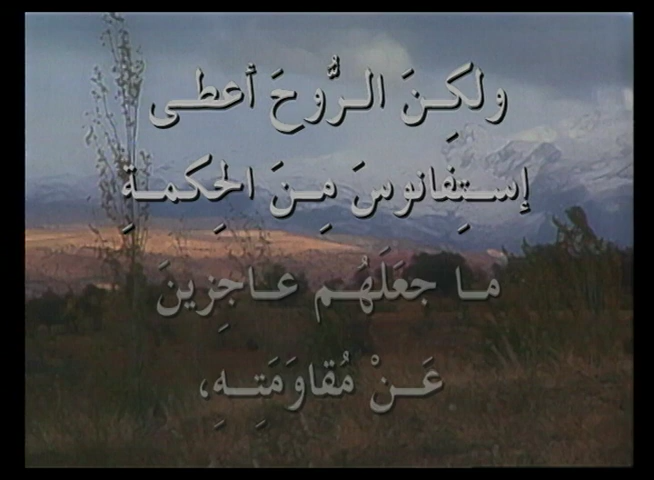 ولكِنَ الرُّوحَ أعطى
إستِفانوسَ مِنَ الحِكمةِ
ما جعَلَهُم عاجِزينَ
عَنْ مُقاوَمَتِهِ،